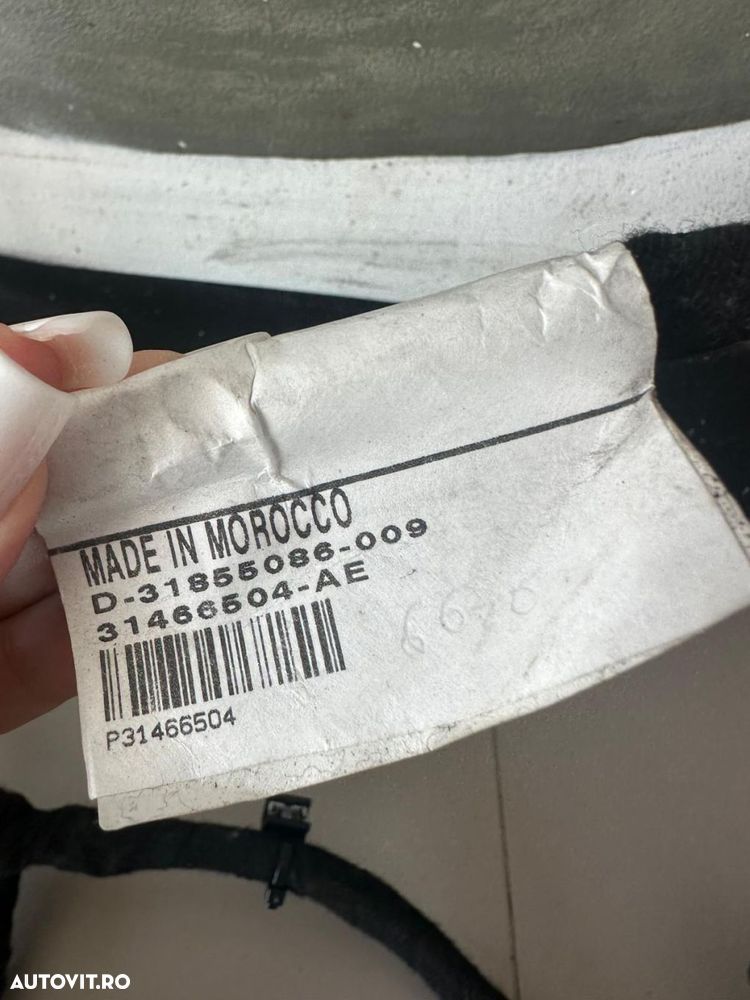 MADE IN MOROCCO
D-31855086-009
31466504-AE
P31466504
AUTOVIT.RO